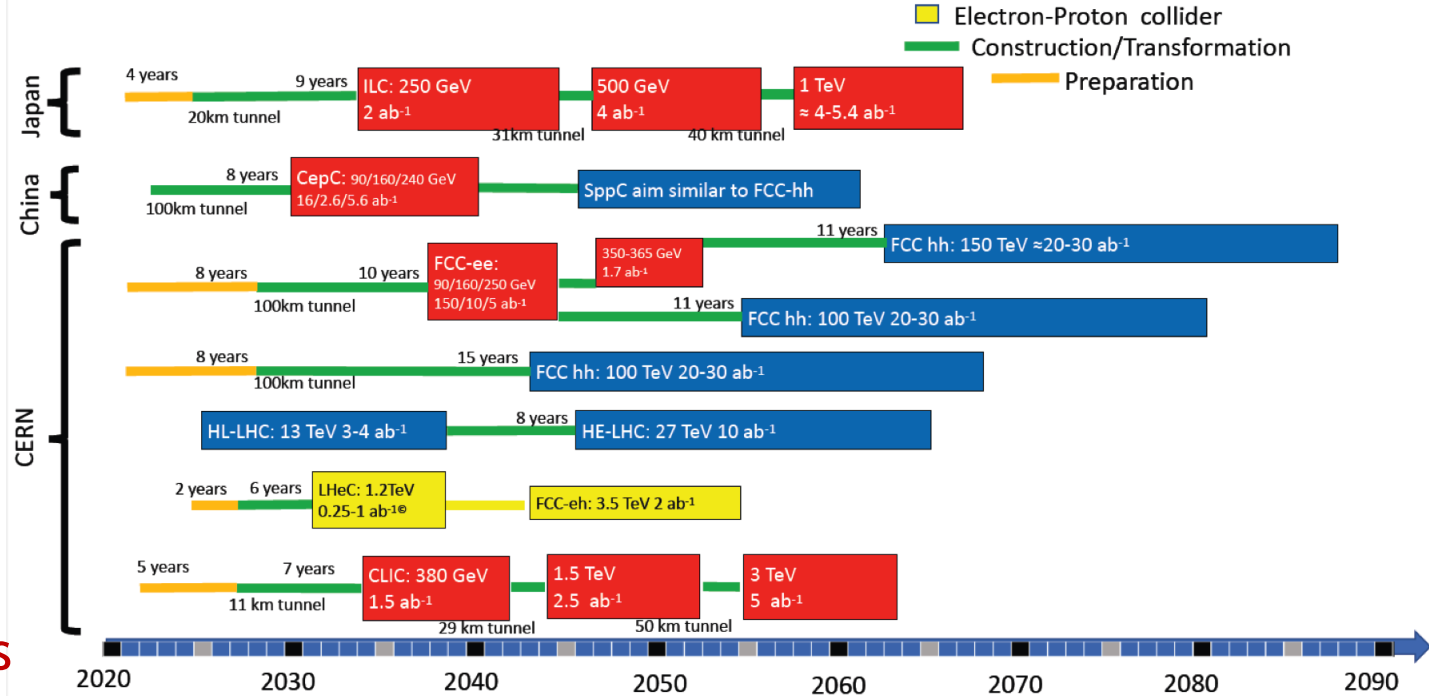 Electron-Proton collider
Construction/Transformation
Preparation
Japan
4 years
9 years
20km tunnel
ILC: 250 GeV
2 ab-1
31km tunnel
500 GeV
4 ab-1
40 km tunnel
1 TeV
≈ 4-5.4 ab-1
China
8 years
100km tunnel
CepC: 90/160/240 GeV
16/2.6/5.6 ab-1
SppC aim similar to FCC-hh
CERN
8 years
10 years
100km tunnel
FCC-ee:
90/160/250 GeV
150/10/5 ab-1
350-365 GeV
1.7 ab-1
11 years
FCC hh: 150 TeV ≈20-30 ab-1
11 years
FCC hh: 100 TeV 20-30 ab-1
8 years
15 years
100km tunnel
FCC hh: 100 TeV 20-30 ab-1
HL-LHC: 13 TeV 3-4 ab-1
8 years
HE-LHC: 27 TeV 10 ab-1
2 years
6 years
LHeC: 1.2TeV
0.25-1 ab-1©
FCC-eh: 3.5 TeV 2 ab-1
5 years
7 years
11 km tunnel
CLIC: 380 GeV
1.5 ab-1
29 km tunnel
1.5 TeV
2.5 ab-1
50 km tunnel
3 TeV
5 ab-1
s
2020 2030 2040 2050 2060 2070 2080 2090